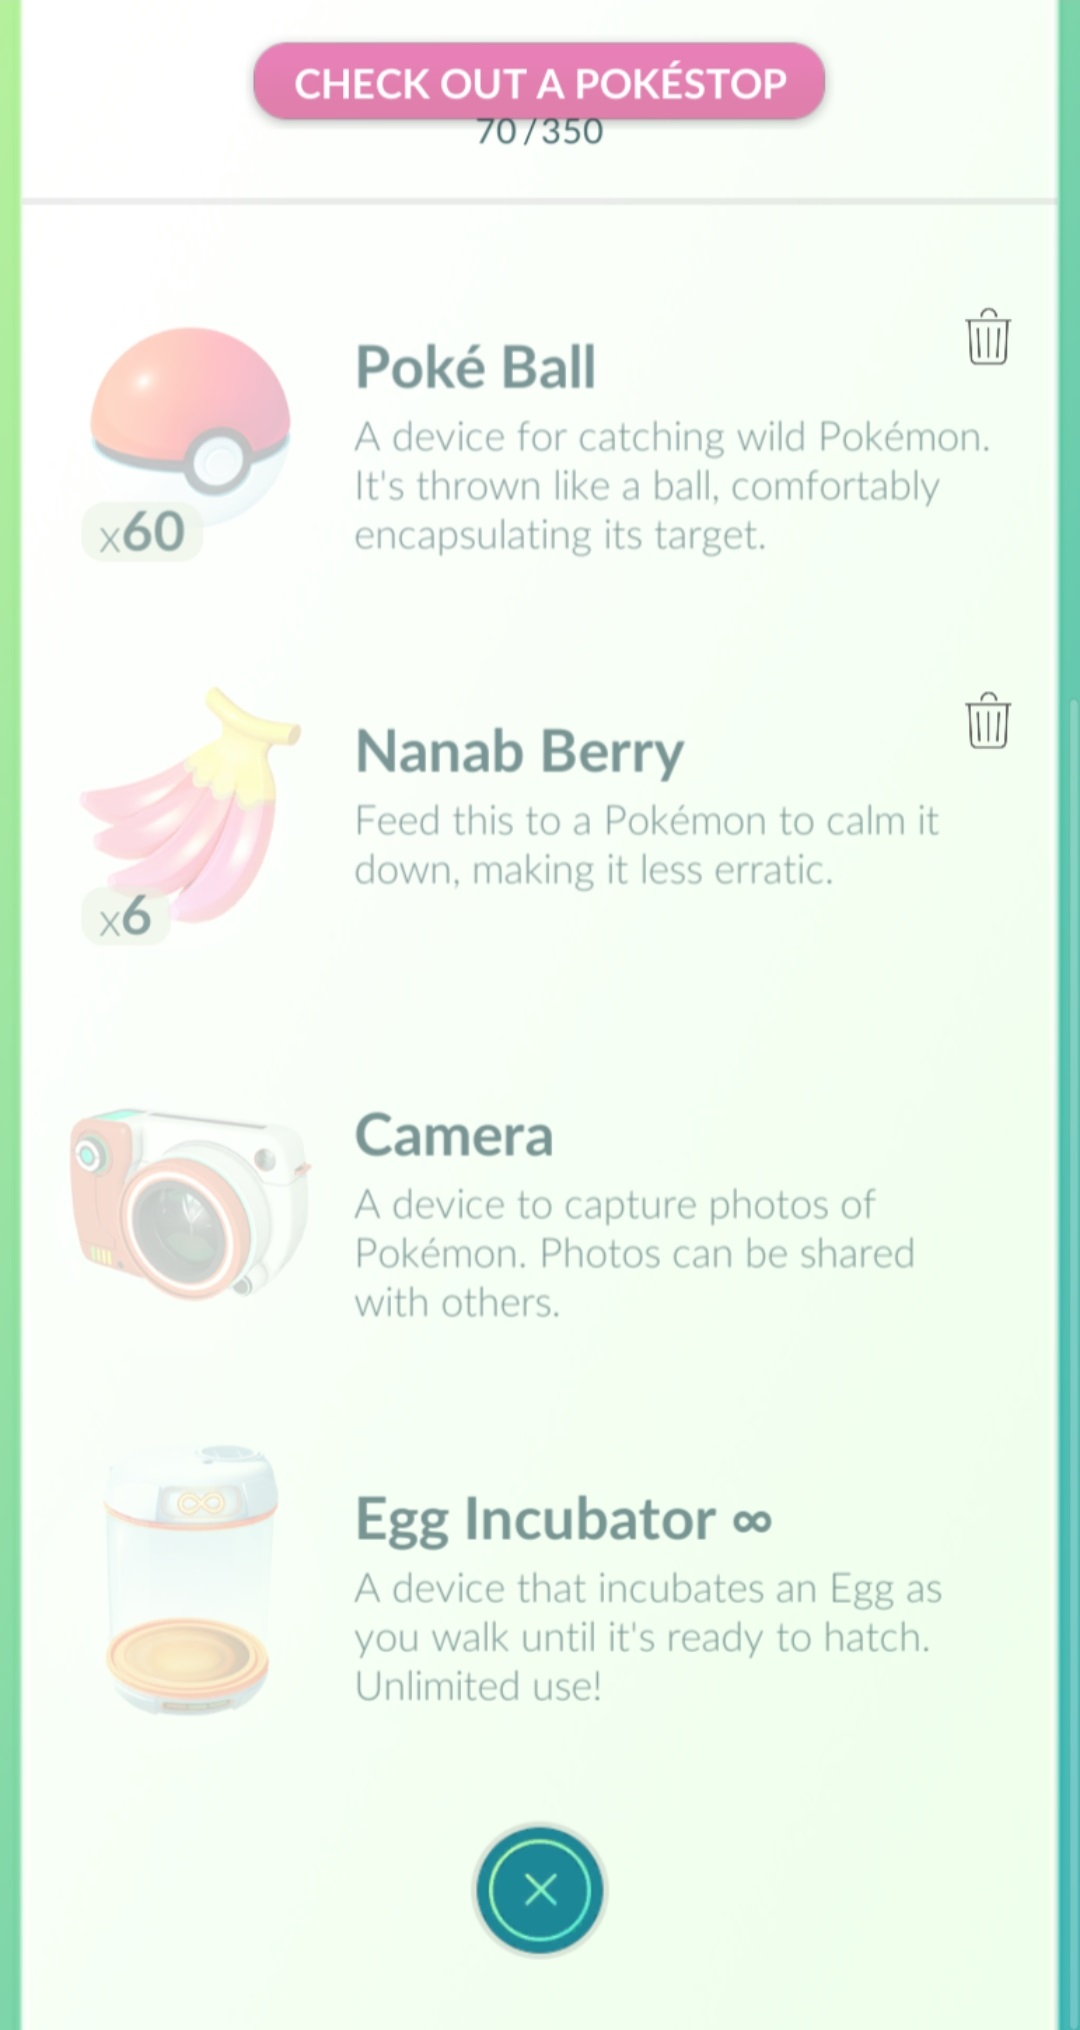 CHECK OUT A POKÉSTOP
70/350
Poké Ball
A device for catching wild Pokémon.
It's thrown like a ball, comfortably
encapsulating its target.
x60
Nanab Berry
Feed this to a Pokémon to calm it
down, making it less erratic.
x6
Camera
A device to capture photos of
Pokémon. Photos can be shared
with others.
Egg Incubator ∞
A device that incubates an Egg as
you walk until it's ready to hatch.
Unlimited use!